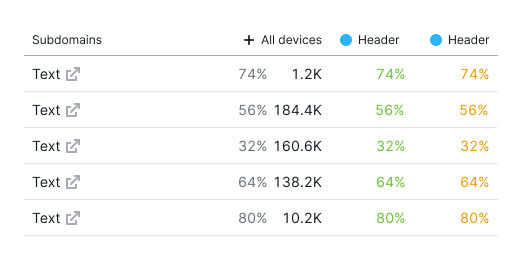 Subdomains All devices Header Header
Text 74% 1.2K 74% 74%
Text 56% 184.4K 56% 56%
Text 32% 160.6K 32% 32%
Text 64% 138.2K 64% 64%
Text 80% 10.2K 80% 80%